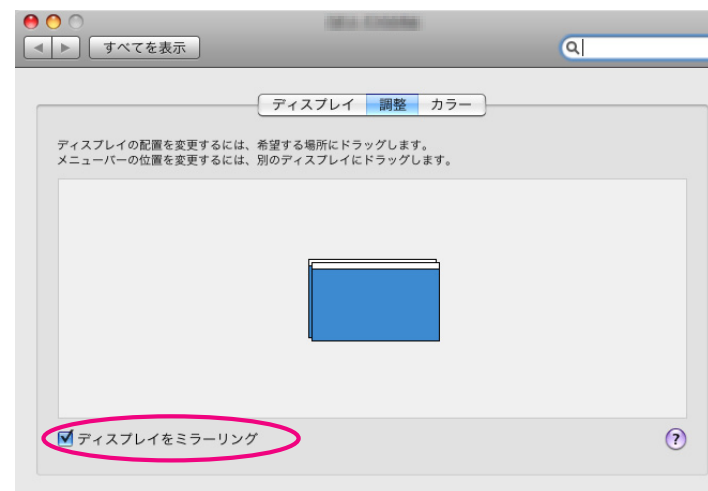 すべてを表示
ディスプレイ 調整 カラー
ディスプレイの配置を変更するには、希望する場所にドラッグします。
メニューバーの位置を変更するには、別のディスプレイにドラッグします。
ディスプレイをミラーリング
?